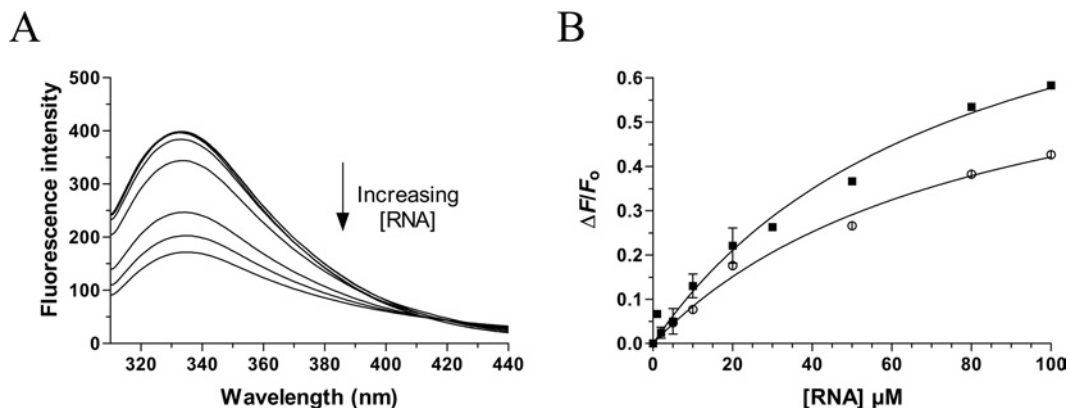 A
Fluorescence intensity
500
400
300
200
100
0
320 340 360 380 400 420 440
Wavelength (nm)
Increasing
[RNA]
B
ΔF/Fo
0.6
0.5
0.4
0.3
0.2
0.1
0.0
0 20 40 60 80 100
[RNA] µM